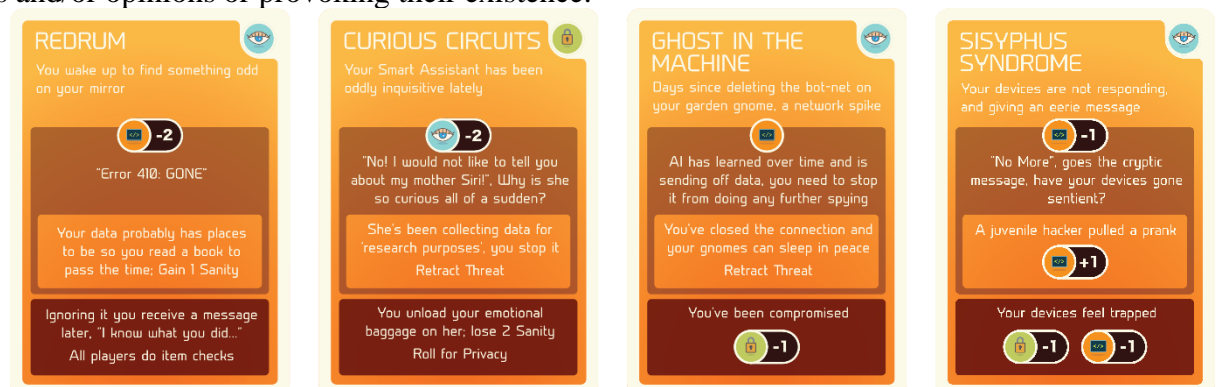 s and/or opinions or provoking their existence.
REDRUM
You wake up to find something odd
on your mirror
-2
"Error 410: GONE"
Your data probably has places
to be so you read a book to
pass the time; Gain 1 Sanity
Ignoring it you receive a message
later, "I know what you did..."
All players do item checks
CURIOUS CIRCUITS
Your Smart Assistant has been
oddly inquisitive lately
-2
"No! I would not like to tell you
about my mother Siri!", Why is she
so curious all of a sudden?
She's been collecting data for
'research purposes', you stop it
Retract Threat
You unload your emotional
baggage on her; lose 2 Sanity
Roll for Privacy
GHOST IN THE
MACHINE
Days since deleting the bot-net on
your garden gnome, a network spike
</>
AI has learned over time and is
sending off data, you need to stop
it from doing any further spying
You've closed the connection and
your gnomes can sleep in peace
Retract Threat
You've been compromised
-1
SISYPHUS
SYNDROME
Your devices are not responding,
and giving an eerie message
-1
"No More", goes the cryptic
message, have your devices gone
sentient?
A juvenile hacker pulled a prank
+1
Your devices feel trapped
-1 -1